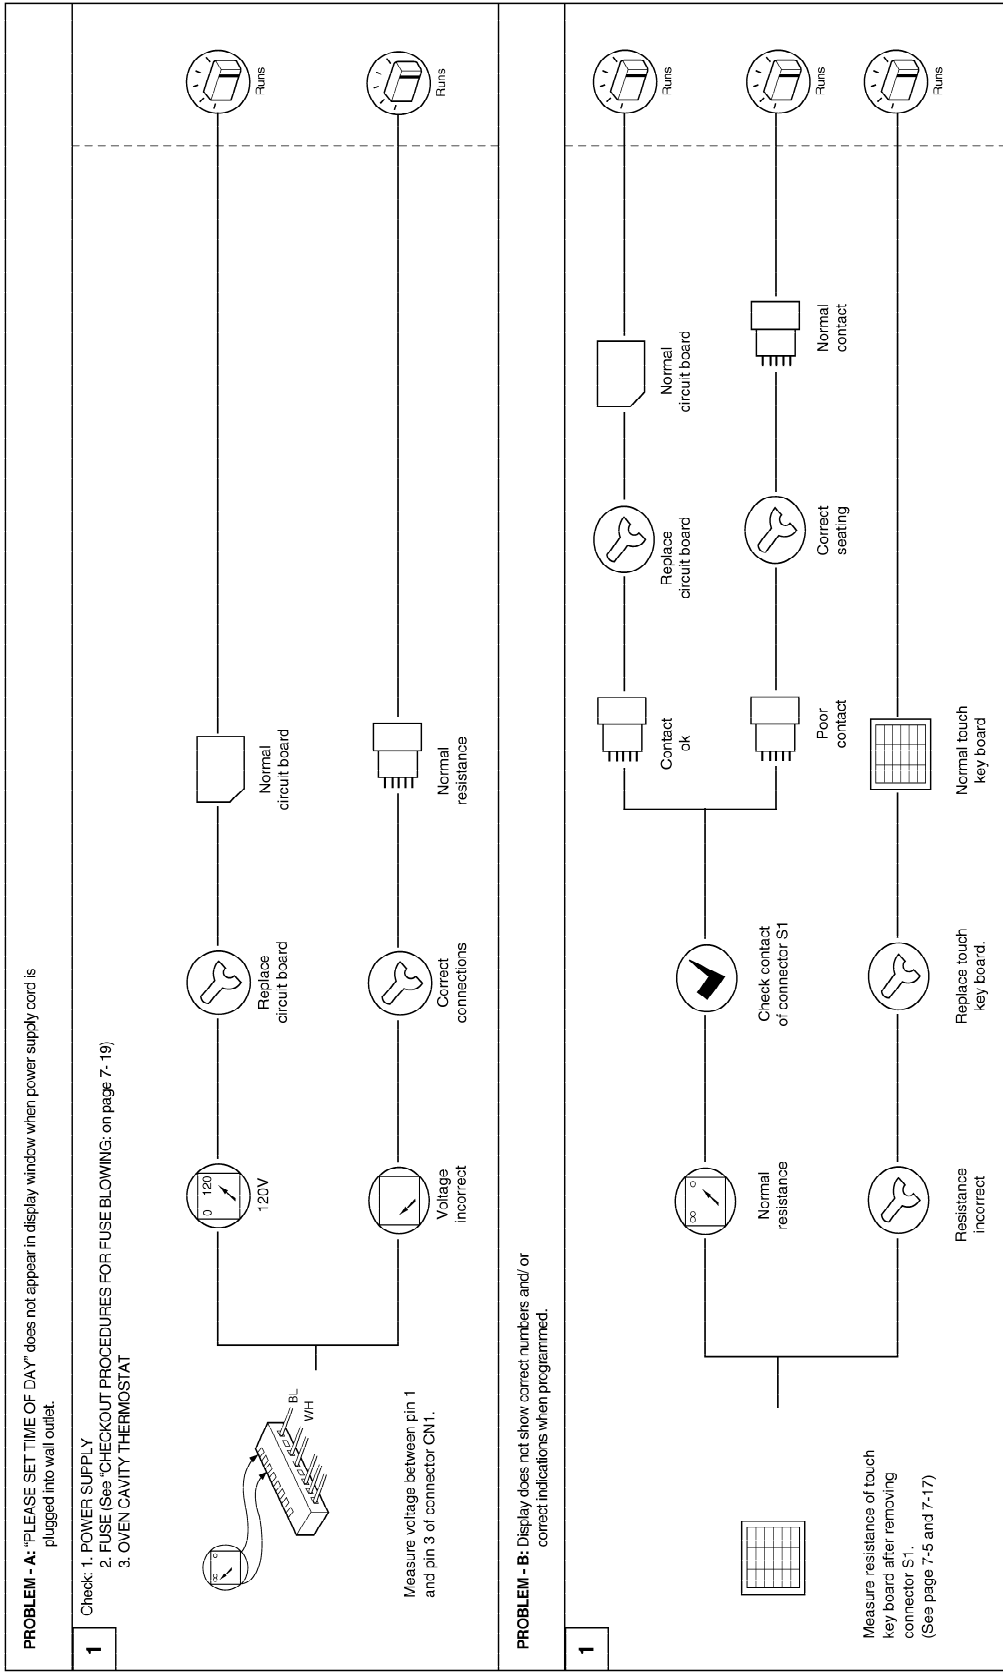 PROBLEM - A: "PLEASE SET TIME OF DAY" does not appear in display window when power supply cord is
plugged into wall outlet.
1
Check: 1. POWER SUPPLY
2. FUSE (See "CHECKOUT PROCEDURES FOR FUSE BLOWING: on page 7- 19)
3. OVEN CAVITY THERMOSTAT
∞ 0
BL
WH
Measure voltage between pin 1
and pin 3 of connector CN1.
0 120
120V
Replace
circuit board
Normal
circuit board
Runs
Voltage
incorrect
Correct
connections
Normal
resistance
Runs
PROBLEM - B: Display does not show correct numbers and/ or
correct indications when programmed.
1
Measure resistance of touch
key board after removing
connector S1.
(See page 7-5 and 7-17)
∞ 0
Normal
resistance
Check contact
of connector S1
Contact
ok
Replace
circuit board
Normal
circuit board
Runs
Poor
contact
Correct
seating
Normal
contact
Runs
Resistance
incorrect
Replace touch
key board.
Normal touch
key board
Runs